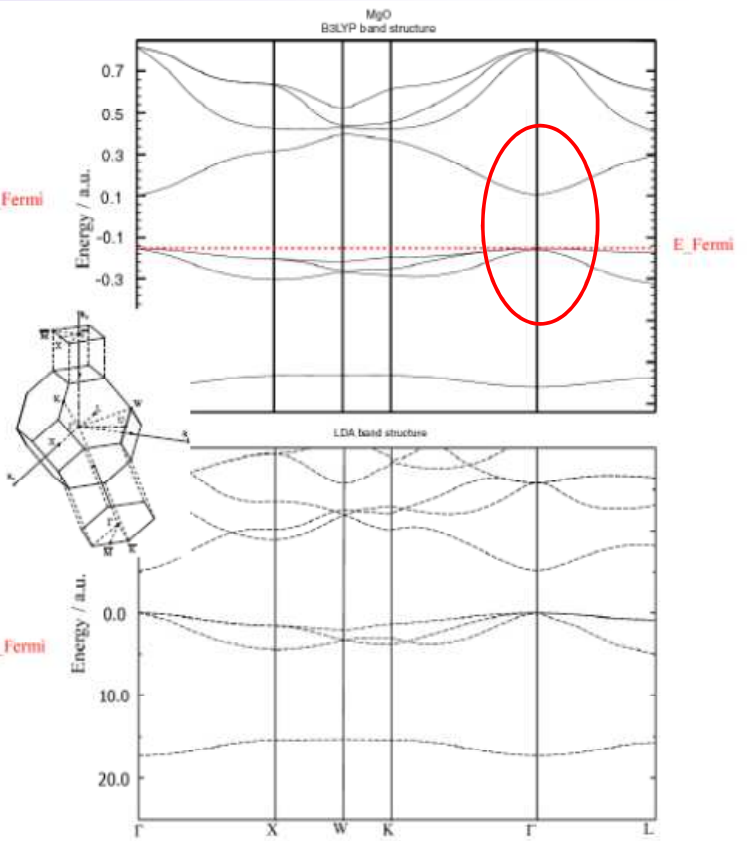 MgO
B3LYP band structure
0.7
0.5
0.3
0.1
-0.1
-0.3
Energy / a.u.
_Fermi
E_Fermi
X
K
L
W
X
Γ
M
K
LDA band structure
0.0
10.0
20.0
Energy / a.u.
_Fermi
Γ
X
W
K
Γ
L